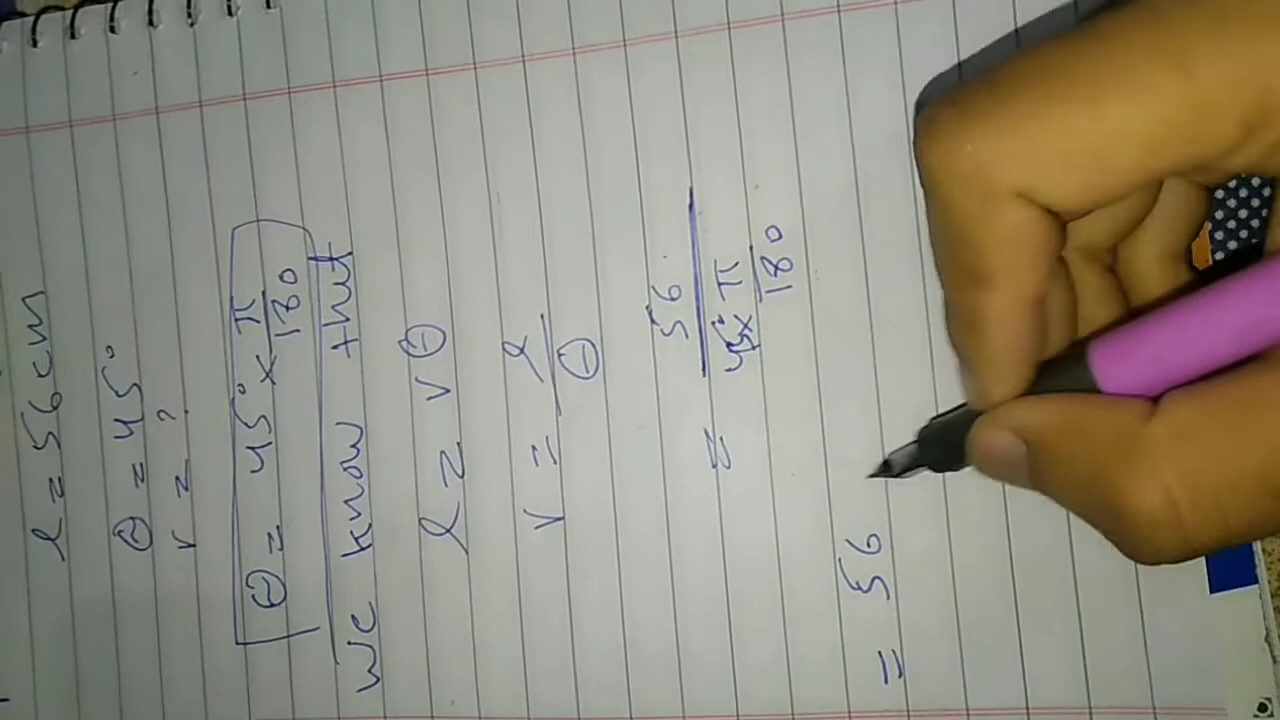 l = 56 cm
θ = 45°
r = ?
θ = 45° × π/180
We know that
l = rθ
r = l/θ
= 56/(45° × π/180)
= 56